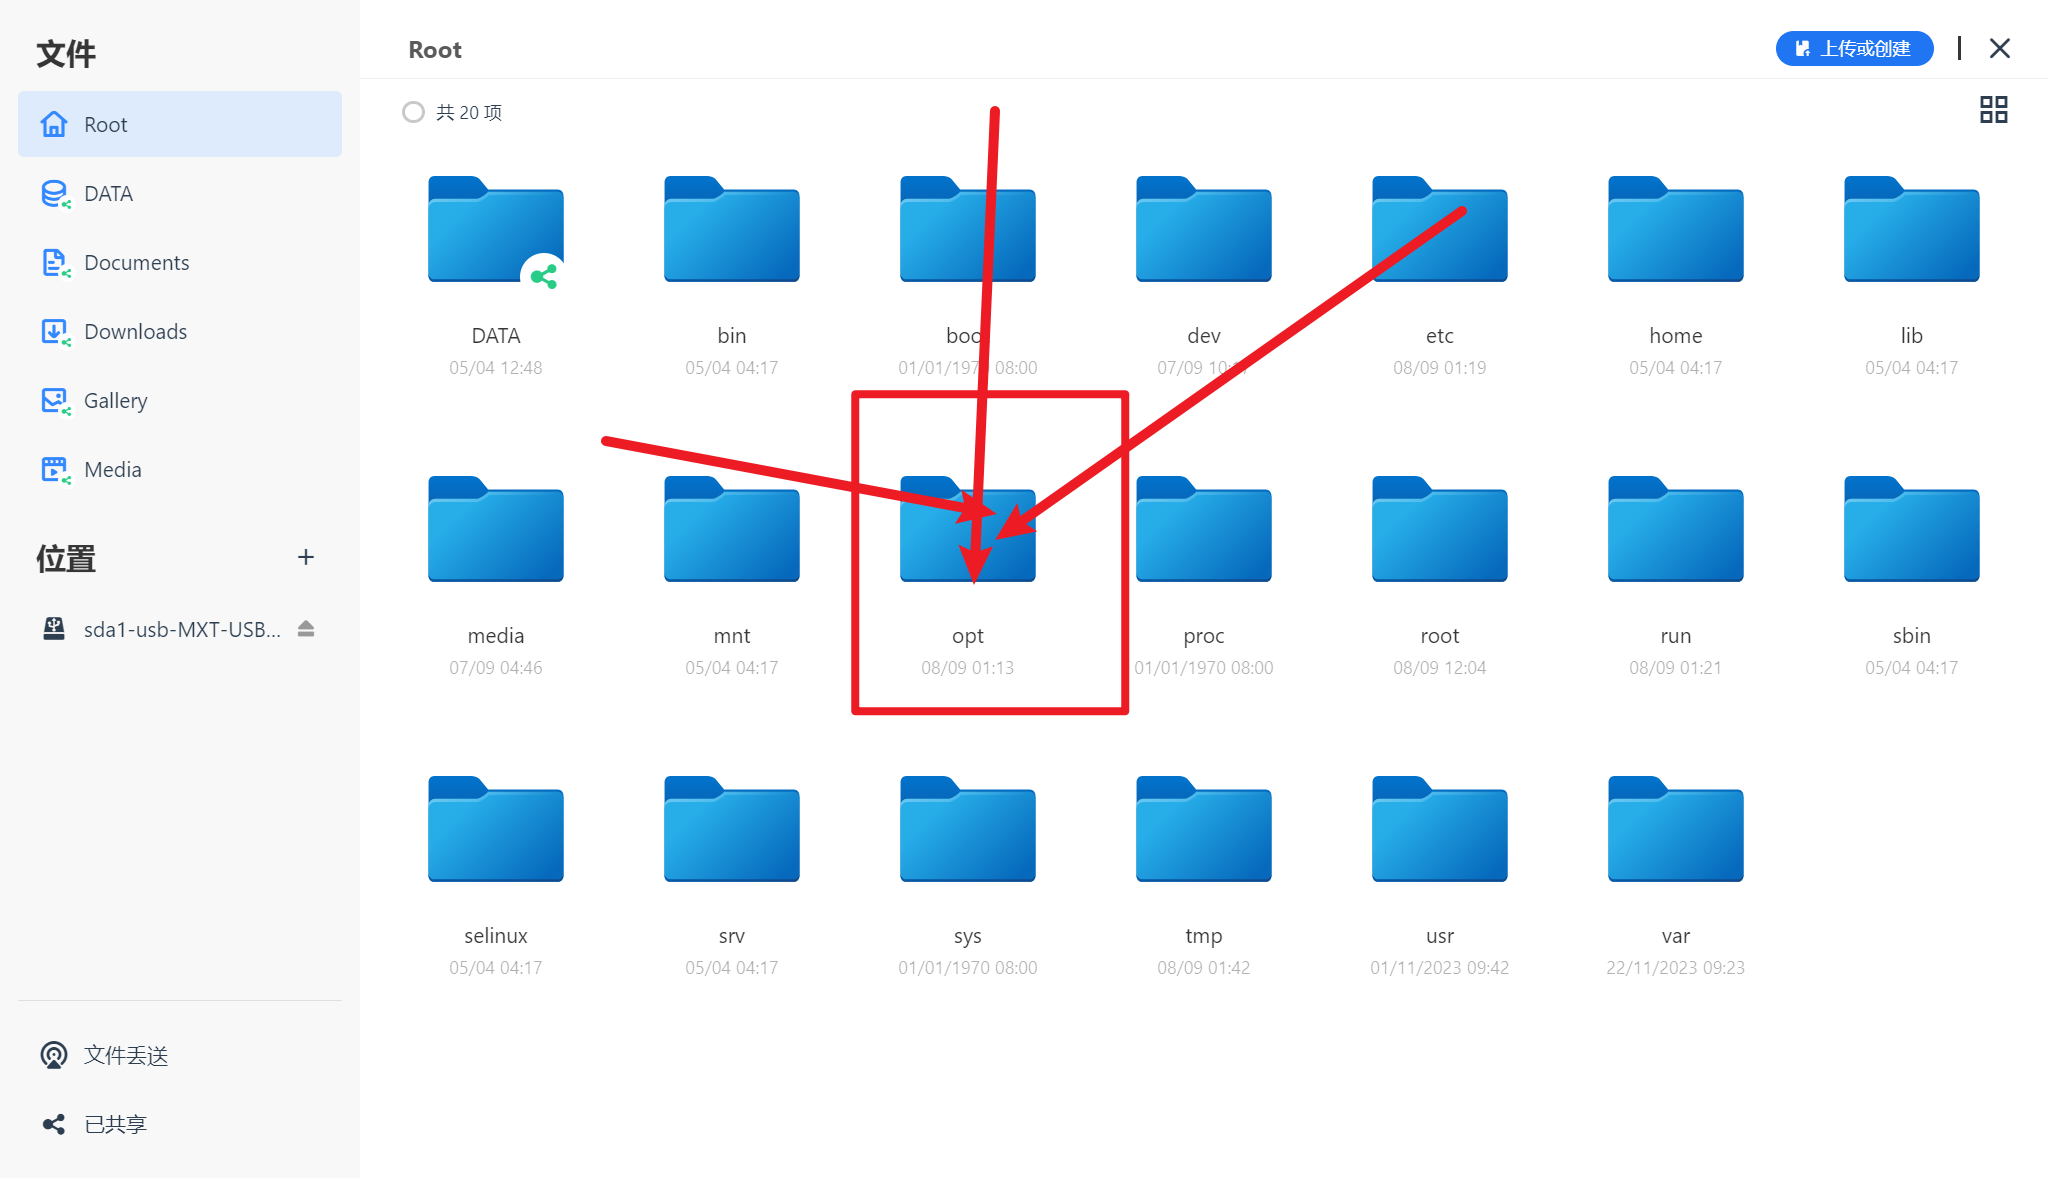 文件
Root
DATA
Documents
Downloads
Gallery
Media
位置
sda1-usb-MXT-USB...
文件丢送
已共享
Root
上传或创建
共 20 项
DATA bin boo dev etc home lib
05/04 12:48 05/04 04:17 01/01/1970 08:00 07/09 08/09 01:19 05/04 04:17 05/04 04:17
media mnt opt proc root run sbin
07/09 04:46 05/04 04:17 08/09 01:13 01/01/1970 08:00 08/09 12:04 08/09 01:21 05/04 04:17
selinux srv sys tmp usr var
05/04 04:17 05/04 04:17 01/01/1970 08:00 08/09 01:42 01/11/2023 09:42 22/11/2023 09:23